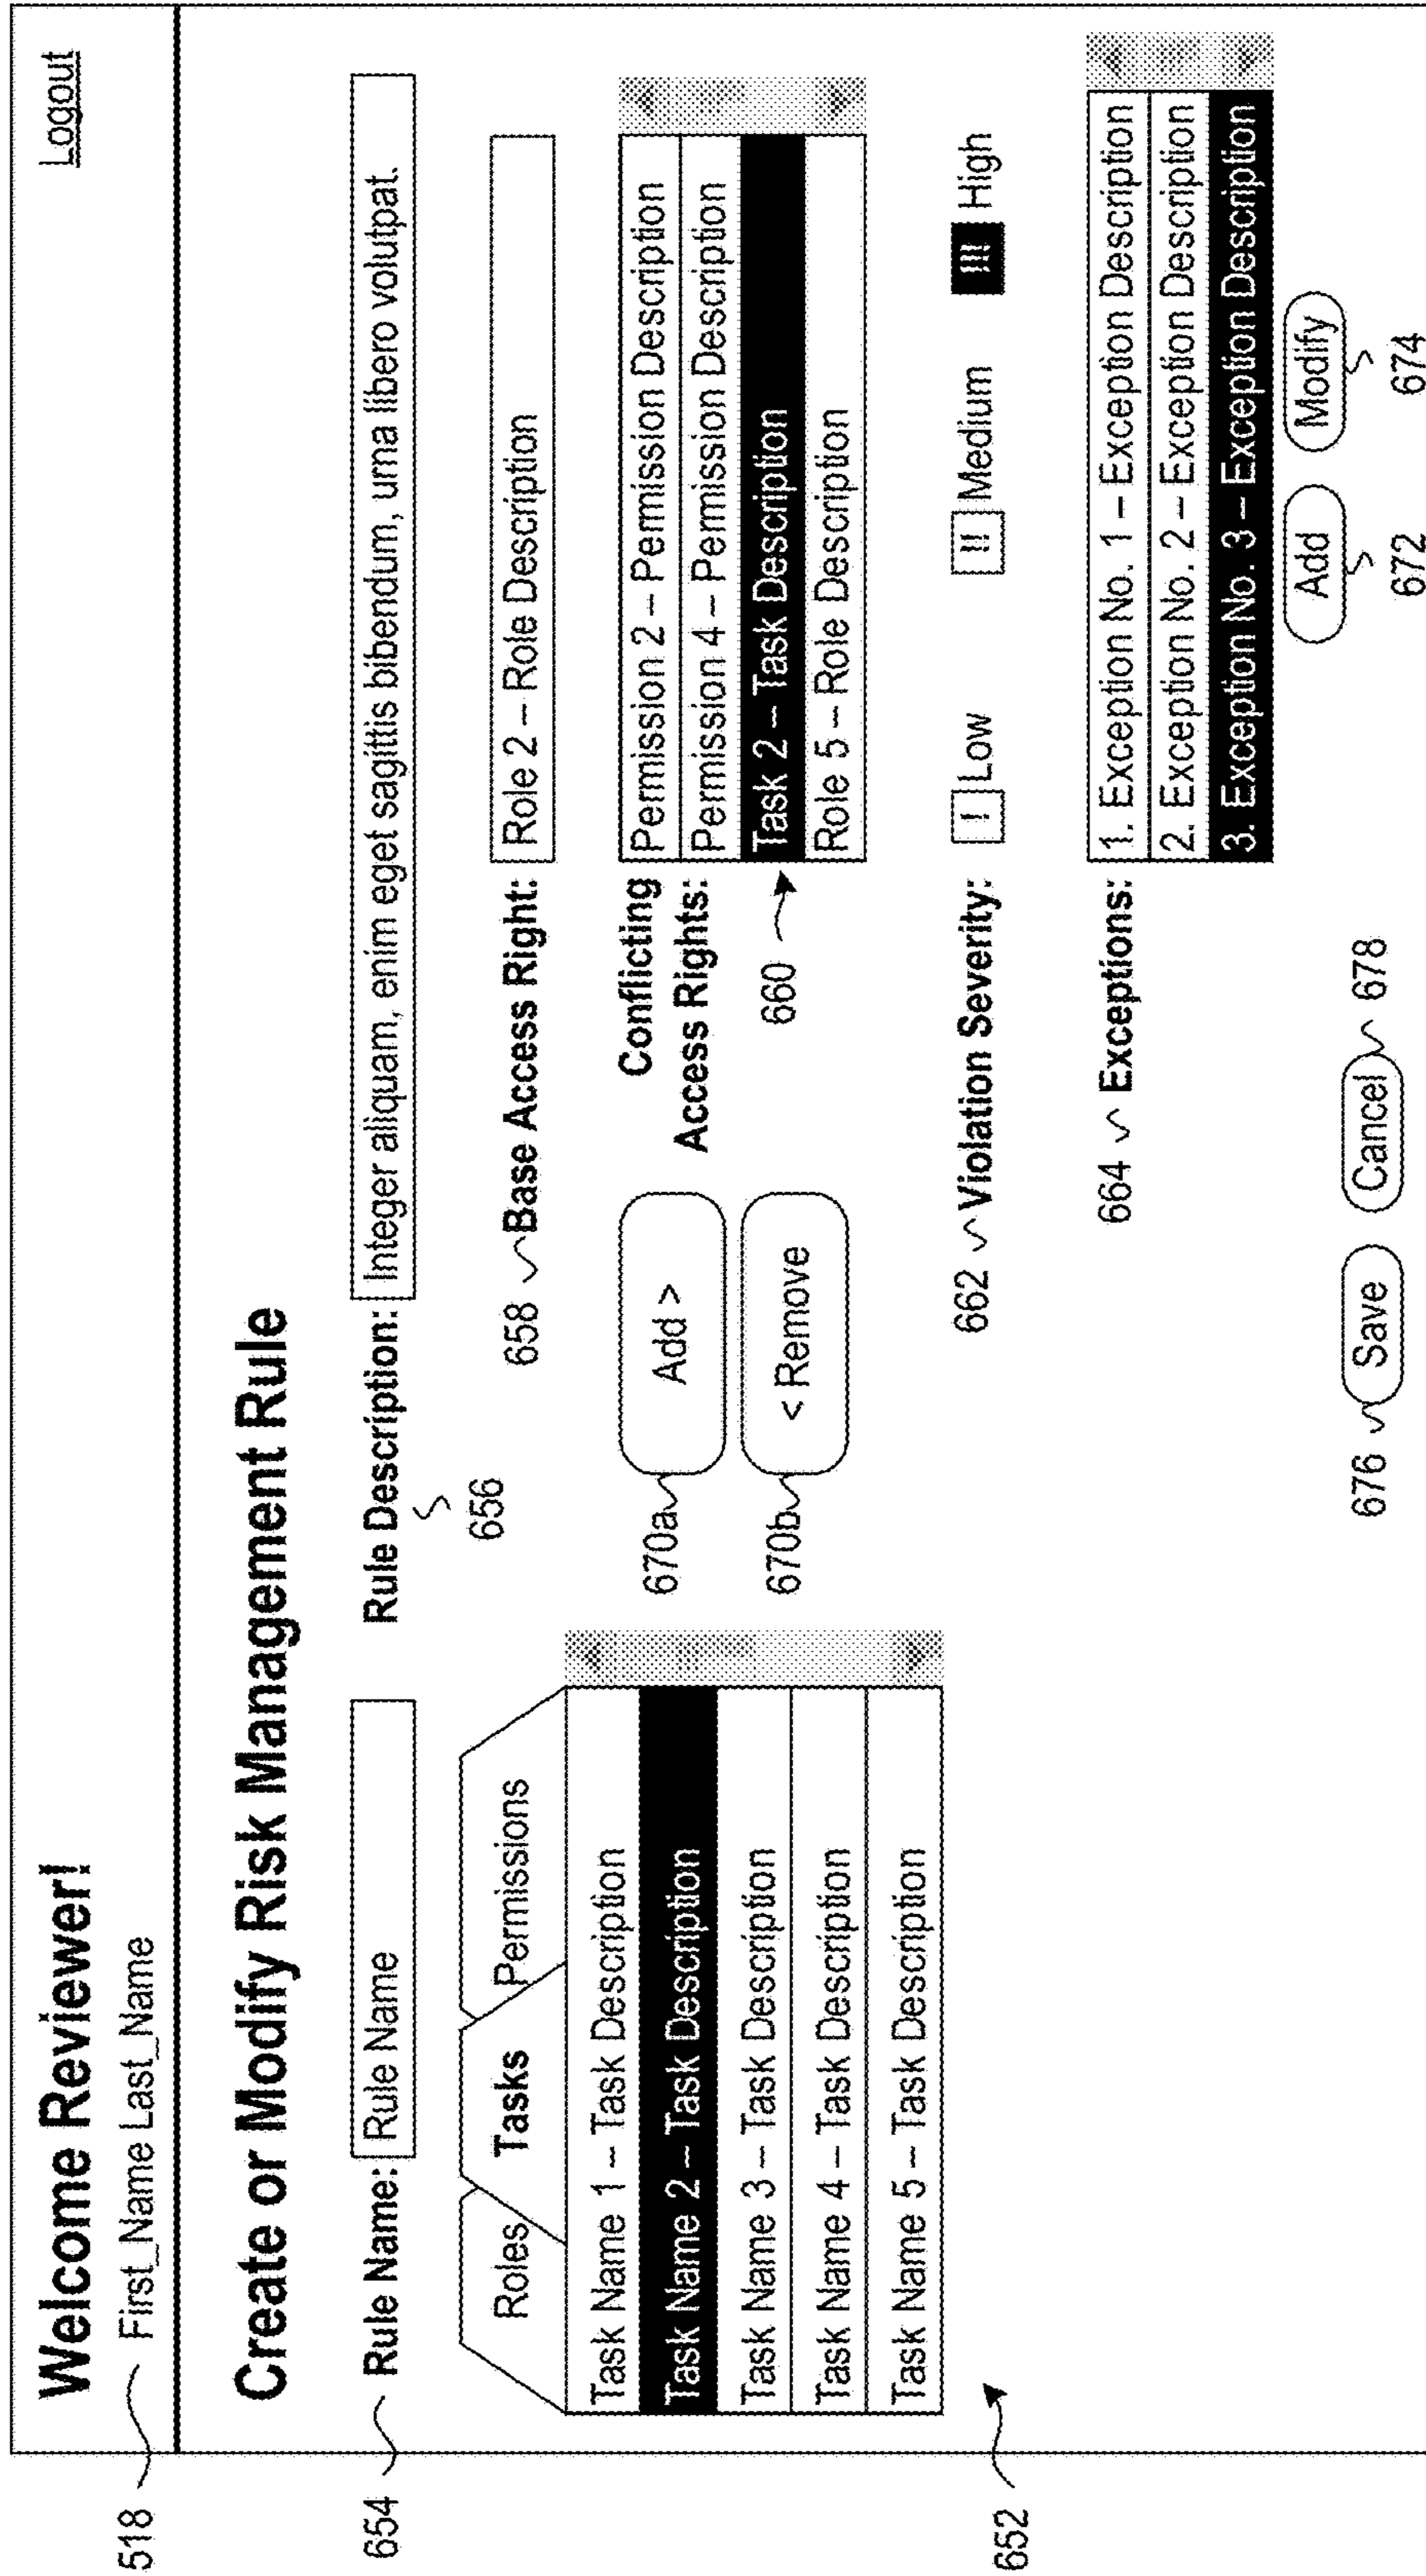 Welcome Reviewer!
Logout
518
First_Name Last_Name
Create or Modify Risk Management Rule
654
Rule Name:
Rule Name
Rule Description:
Integer aliquam, enim eget sagittis bibendum, urna libero volutpat.
656
Roles
Tasks
Permissions
Task Name 1 – Task Description
Task Name 2 – Task Description
Task Name 3 – Task Description
Task Name 4 – Task Description
Task Name 5 – Task Description
652
658
Base Access Right:
Role 2 – Role Description
670a
Add >
670b
< Remove
Conflicting
Access Rights:
660
Permission 2 – Permission Description
Permission 4 – Permission Description
Task 2 – Task Description
Role 5 – Role Description
662
Violation Severity:
! Low
!! Medium
!!! High
664
Exceptions:
1. Exception No. 1 – Exception Description
2. Exception No. 2 – Exception Description
3. Exception No. 3 – Exception Description
Add
Modify
672
674
676
Save
Cancel
678